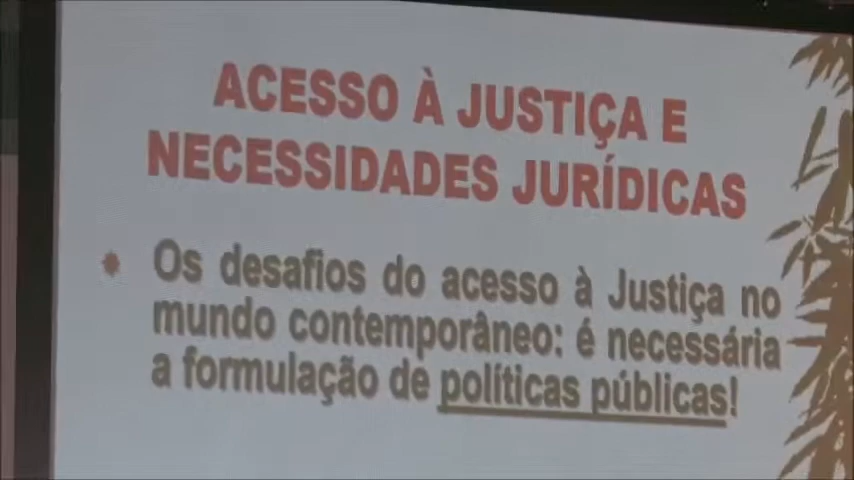 ACESSO À JUSTIÇA E
NECESSIDADES JURÍDICAS
Os desafios do acesso à Justiça no
mundo contemporâneo: é necessária
a formulação de políticas públicas!